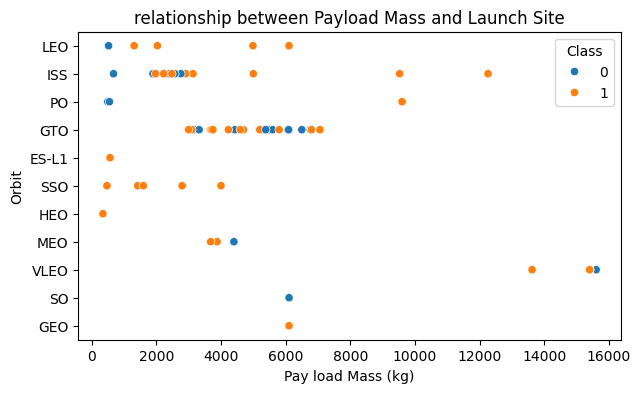 relationship between Payload Mass and Launch Site
LEO
ISS
PO
GTO
ES-L1
SSO
HEO
MEO
VLEO
SO
GEO
Orbit
Class
0
1
0 2000 4000 6000 8000 10000 12000 14000 16000
Pay load Mass (kg)